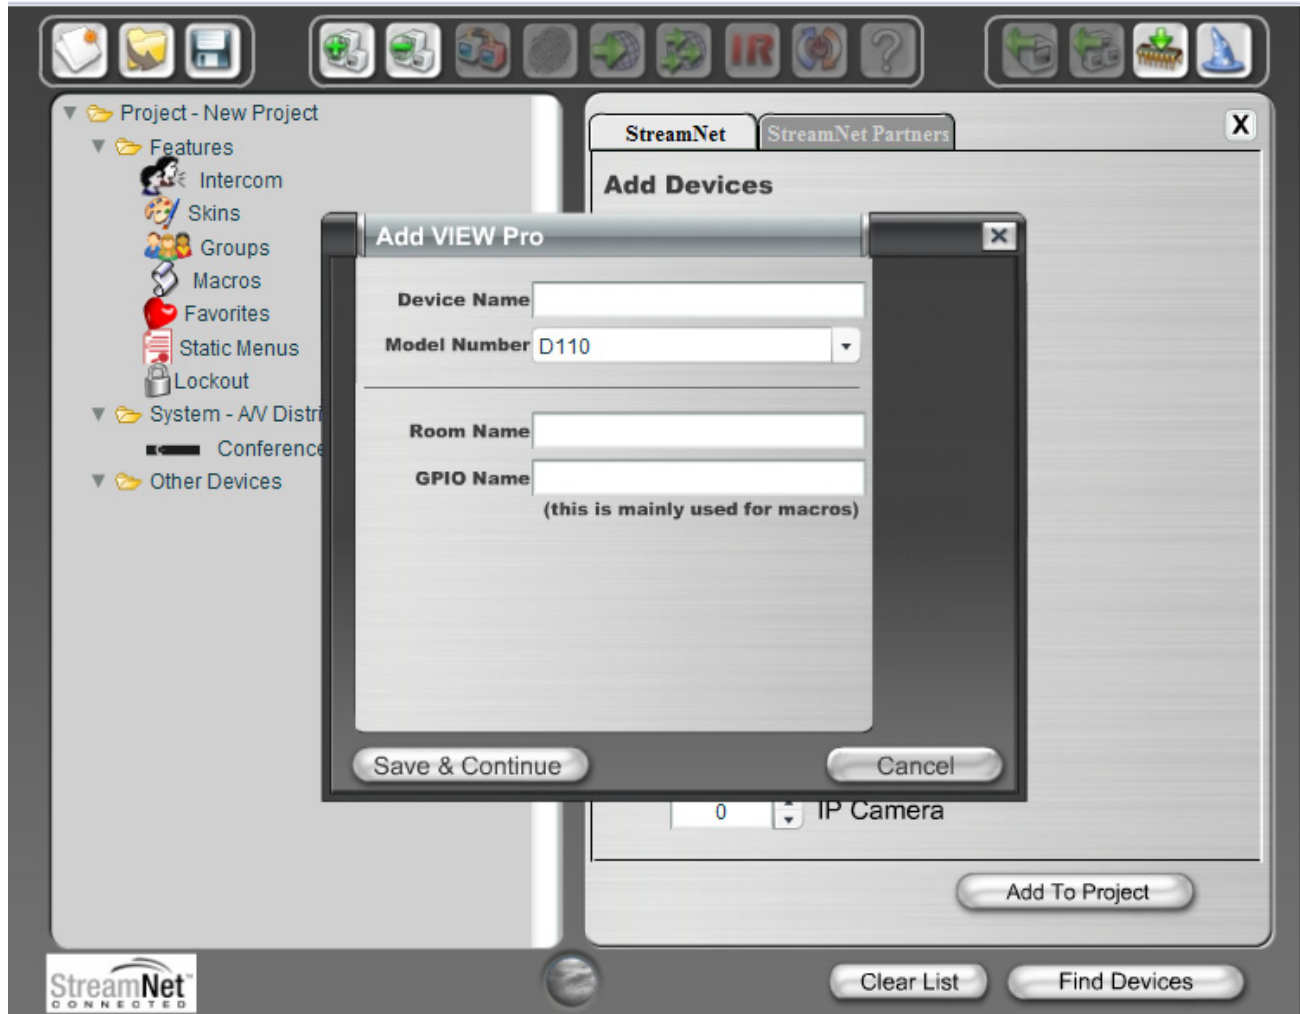 IR
?
Project - New Project
Features
Intercom
Skins
Groups
Macros
Favorites
Static Menus
Lockout
System - A/V Distri
Conference
Other Devices
StreamNet
StreamNet Partners
X
Add Devices
Add VIEW Pro
Device Name
Model Number D110
Room Name
GPIO Name
(this is mainly used for macros)
Save & Continue
Cancel
0 IP Camera
Add To Project
StreamNet™
CONNECTED
Clear List
Find Devices